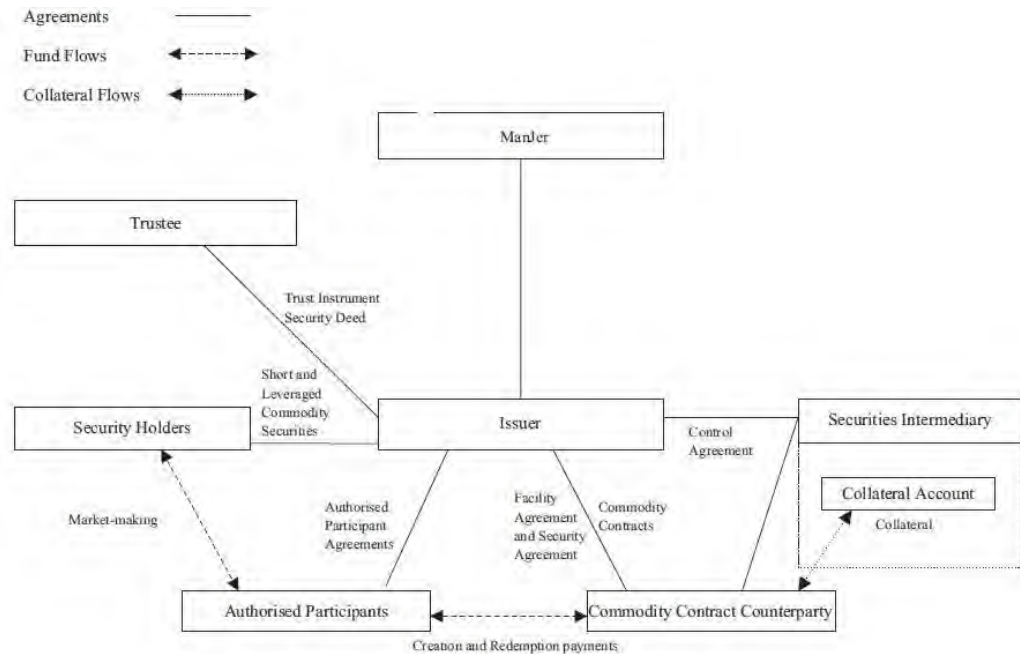 Agreements
Fund Flows
Collateral Flows
ManJer
Trustee
Trust Instrument
Security Deed
Short and
Leveraged
Commodity
Securities
Security Holders
Issuer
Securities Intermediary
Control
Agreement
Collateral Account
Collateral
Market-making
Authorised
Participant
Agreements
Facility
Agreement
and Security
Agreement
Commodity
Contracts
Authorised Participants
Commodity Contract Counterparty
Creation and Redemption payments